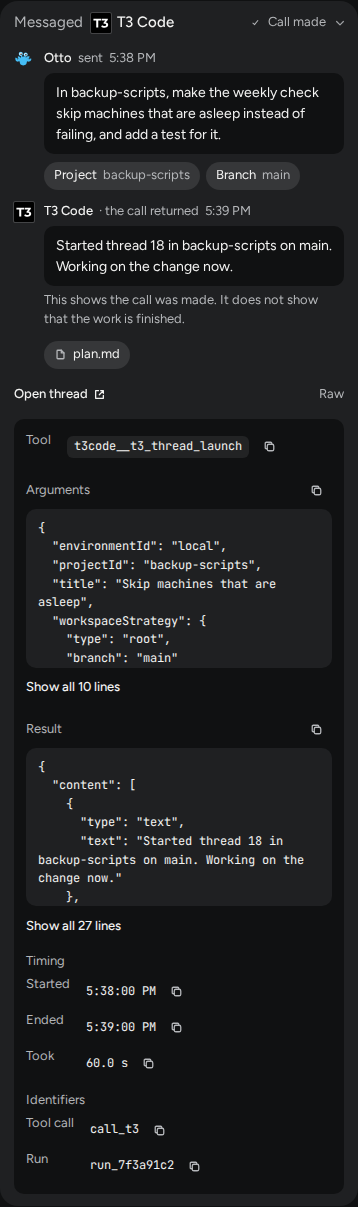 Messaged T3 T3 Code Call made
Otto sent 5:38 PM
In backup-scripts, make the weekly check
skip machines that are asleep instead of
failing, and add a test for it.
Project backup-scripts Branch main
T3 T3 Code · the call returned 5:39 PM
Started thread 18 in backup-scripts on main.
Working on the change now.
This shows the call was made. It does not show
that the work is finished.
plan.md
Open thread Raw
Tool t3code__t3_thread_launch
Arguments
{
"environmentId": "local",
"projectId": "backup-scripts",
"title": "Skip machines that are
asleep",
"workspaceStrategy": {
"type": "root",
"branch": "main"
Show all 10 lines
Result
{
"content": [
{
"type": "text",
"text": "Started thread 18 in
backup-scripts on main. Working on the
change now."
},
Show all 27 lines
Timing
Started 5:38:00 PM
Ended 5:39:00 PM
Took 60.0 s
Identifiers
Tool call call_t3
Run run_7f3a91c2